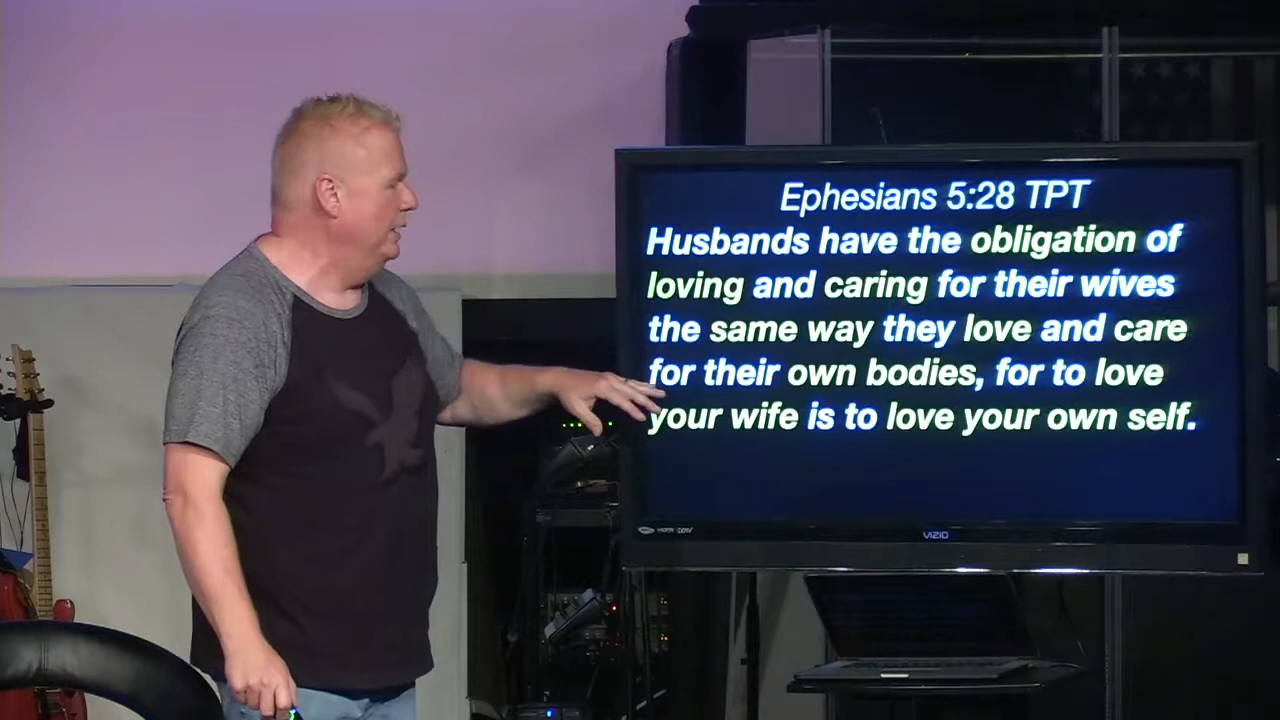 Ephesians 5:28 TPT
Husbands have the obligation of
loving and caring for their wives
the same way they love and care
for their own bodies, for to love
your wife is to love your own self.
VIZIO